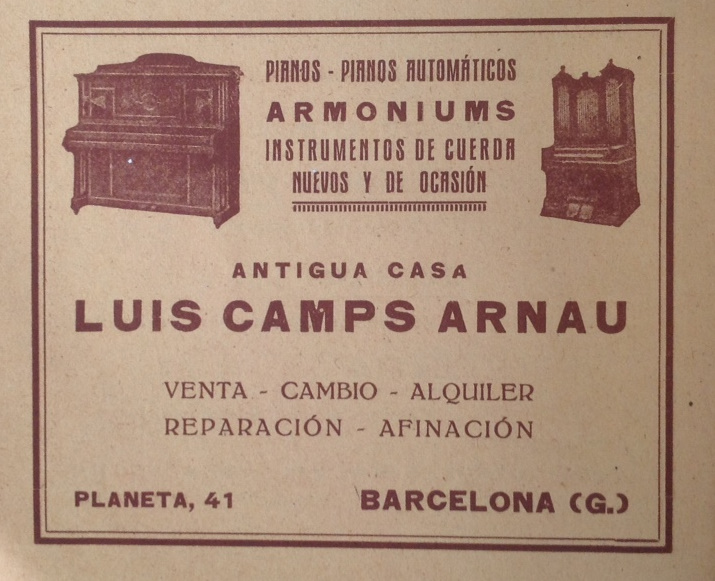 PIANOS - PIANOS AUTOMÁTICOS
ARMONIUMS
INSTRUMENTOS DE CUERDA
NUEVOS Y DE OCASIÓN
ANTIGUA CASA
LUIS CAMPS ARNAU
VENTA - CAMBIO - ALQUILER
REPARACIÓN - AFINACIÓN
PLANETA, 41 BARCELONA (G.)